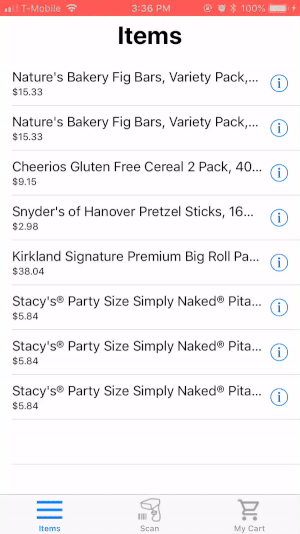 T-Mobile 3:36 PM 100%
Items
Nature's Bakery Fig Bars, Variety Pack,...
$15.33
Nature's Bakery Fig Bars, Variety Pack,...
$15.33
Cheerios Gluten Free Cereal 2 Pack, 40...
$9.15
Snyder's of Hanover Pretzel Sticks, 16...
$2.98
Kirkland Signature Premium Big Roll Pa...
$38.04
Stacy's® Party Size Simply Naked® Pita...
$5.84
Stacy's® Party Size Simply Naked® Pita...
$5.84
Stacy's® Party Size Simply Naked® Pita...
$5.84
Items Scan My Cart